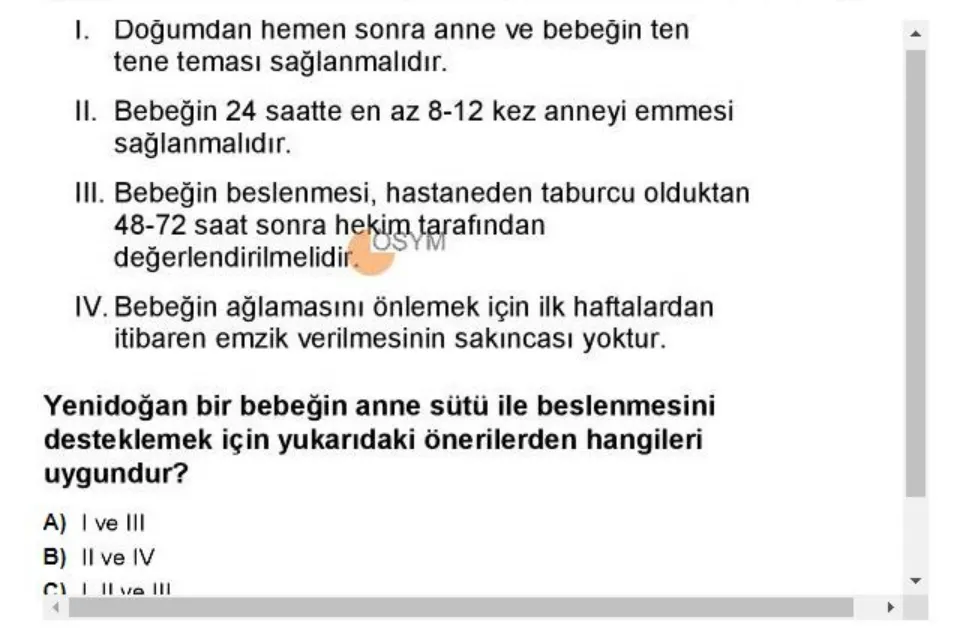 I. Doğumdan hemen sonra anne ve bebeğin ten
tene teması sağlanmalıdır.
II. Bebeğin 24 saatte en az 8-12 kez anneyi emmesi
sağlanmalıdır.
III. Bebeğin beslenmesi, hastaneden taburcu olduktan
48-72 saat sonra hekim tarafından
değerlendirilmelidir.
ÖSYM
IV. Bebeğin ağlamasını önlemek için ilk haftalardan
itibaren emzik verilmesinin sakıncası yoktur.
Yenidoğan bir bebeğin anne sütü ile beslenmesini
desteklemek için yukarıdaki önerilerden hangileri
uygundur?
A) I ve III
B) II ve IV
C) I, II ve III